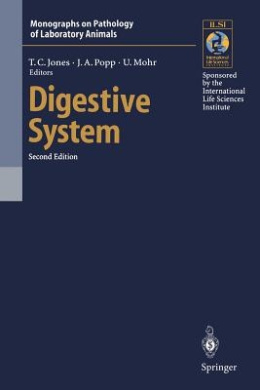 Monographs on Pathology
of Laboratory Animals
T. C. Jones · J. A. Popp · U. Mohr
Editors
Digestive
System
Second Edition
ILSI
Sponsored
by the
International
Life Sciences
Institute
Springer